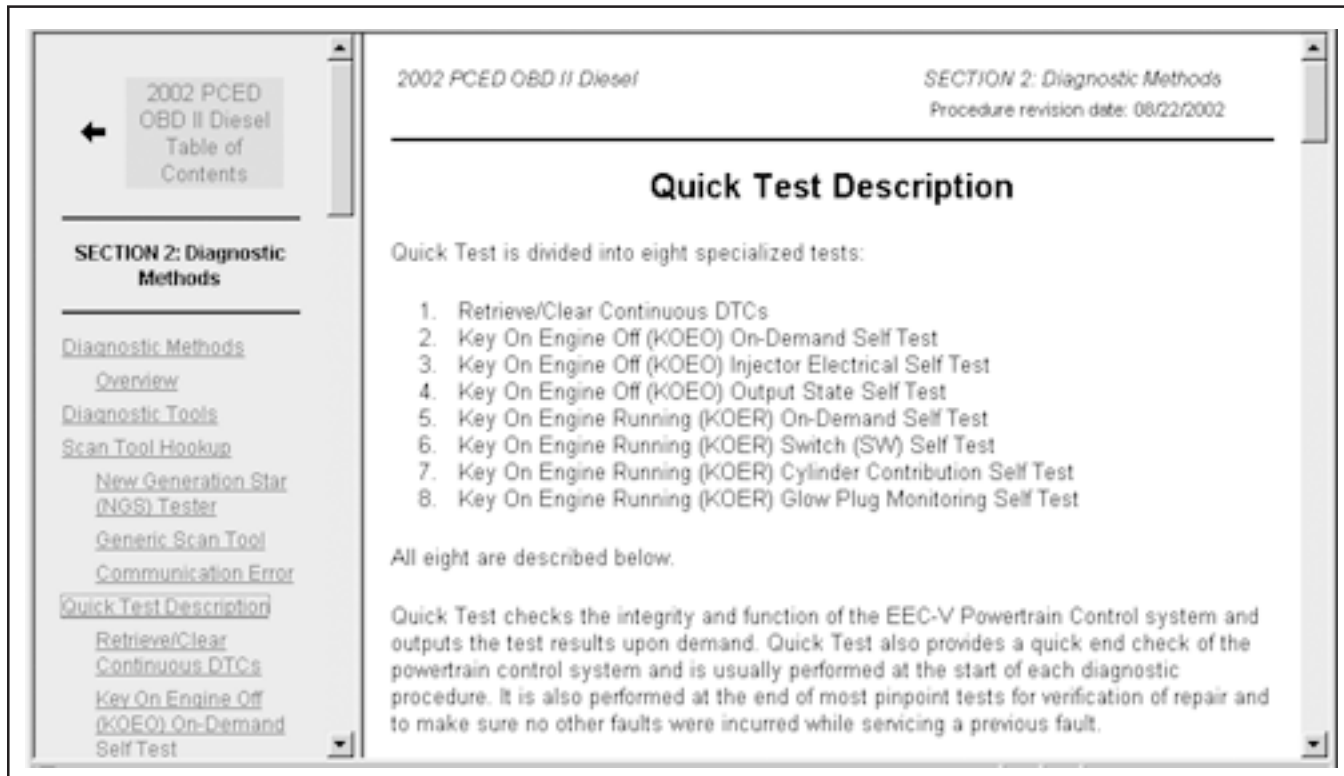 2002 PCED
OBD II Diesel
Table of
Contents
SECTION 2: Diagnostic
Methods
Diagnostic Methods
Overview
Diagnostic Tools
Scan Tool Hookup
New Generation Star
(NGS) Tester
Generic Scan Tool
Communication Error
Quick Test Description
Retrieve/Clear
Continuous DTCs
Key On Engine Off
(KOEO) On-Demand
Self Test
2002 PCED OBD II Diesel
SECTION 2: Diagnostic Methods
Procedure revision date: 08/22/2002
Quick Test Description
Quick Test is divided into eight specialized tests:
1. Retrieve/Clear Continuous DTCs
2. Key On Engine Off (KOEO) On-Demand Self Test
3. Key On Engine Off (KOEO) Injector Electrical Self Test
4. Key On Engine Off (KOEO) Output State Self Test
5. Key On Engine Running (KOER) On-Demand Self Test
6. Key On Engine Running (KOER) Switch (SW) Self Test
7. Key On Engine Running (KOER) Cylinder Contribution Self Test
8. Key On Engine Running (KOER) Glow Plug Monitoring Self Test
All eight are described below.
Quick Test checks the integrity and function of the EEC-V Powertrain Control system and
outputs the test results upon demand. Quick Test also provides a quick end check of the
powertrain control system and is usually performed at the start of each diagnostic
procedure. It is also performed at the end of most pinpoint tests for verification of repair and
to make sure no other faults were incurred while servicing a previous fault.